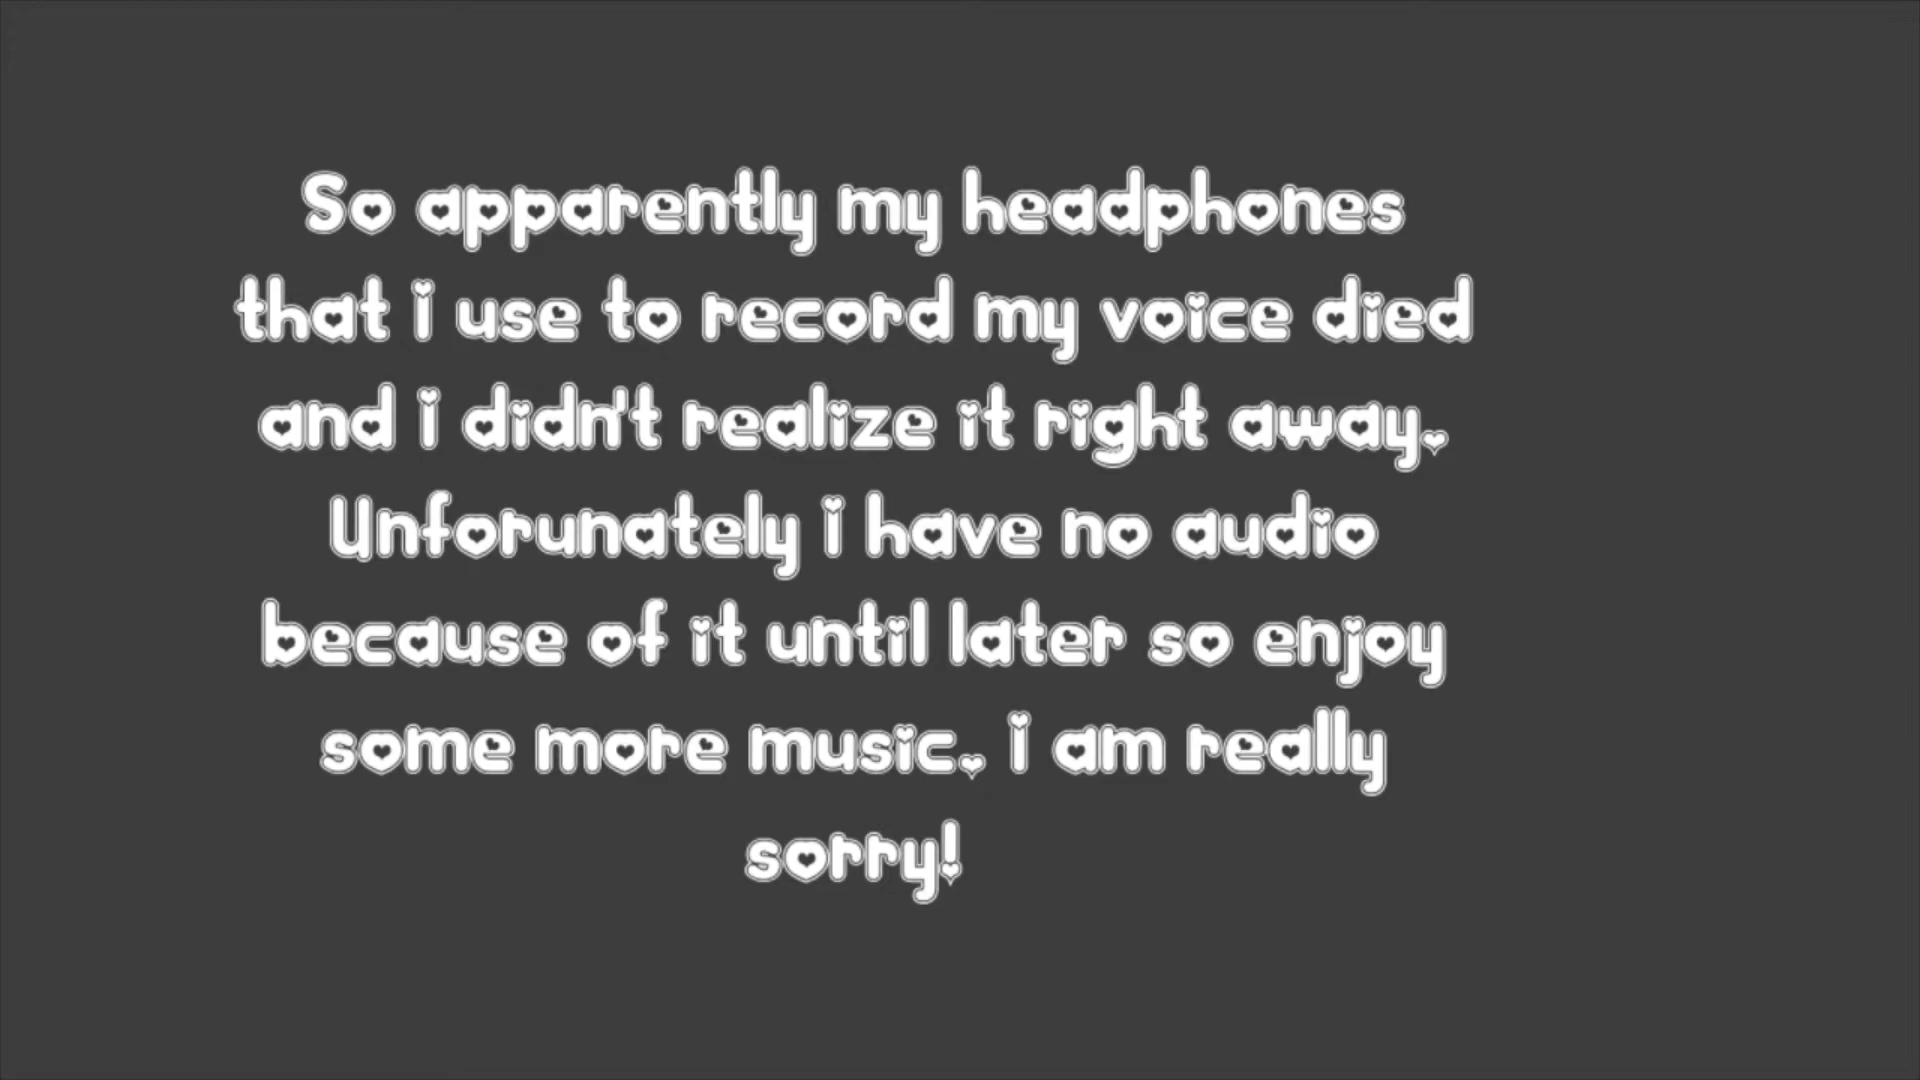 So apparently my headphones
that i use to record my voice died
and i didn't realize it right away.
Unforunately i have no audio
because of it until later so enjoy
some more music. i am really
sorry!